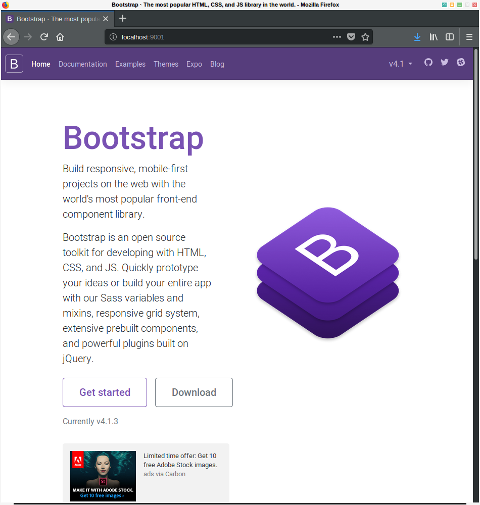 Bootstrap · The most popular HTML, CSS, and JS library in the world. - Mozilla Firefox
Bootstrap · The most popula
localhost:9001
B
Home
Documentation
Examples
Themes
Expo
Blog
v4.1
Bootstrap
Build responsive, mobile-first
projects on the web with the
world's most popular front-end
component library.
Bootstrap is an open source
toolkit for developing with HTML,
CSS, and JS. Quickly prototype
your ideas or build your entire app
with our Sass variables and
mixins, responsive grid system,
extensive prebuilt components,
and powerful plugins built on
jQuery.
B
Get started
Download
Currently v4.1.3
Adobe
MAKE IT WITH ADOBE STOCK.
Get 10 free images ›
Limited time offer: Get 10
free Adobe Stock images.
ads via Carbon